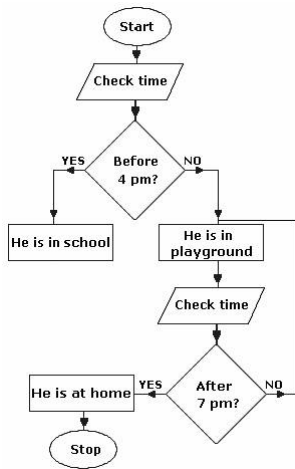 Start
Check time
Before
4 pm?
YES
NO
He is in school
He is in
playground
Check time
After
7 pm?
YES
NO
He is at home
Stop